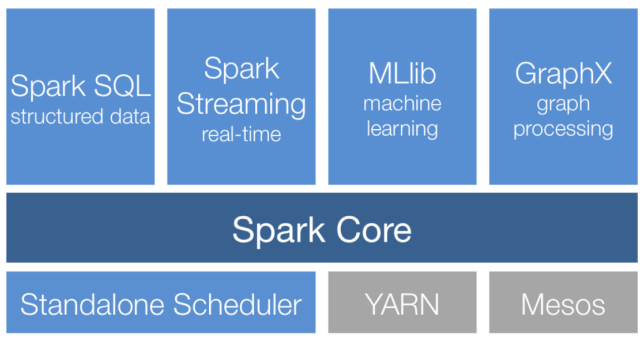 Spark SQL
structured data
Spark
Streaming
real-time
MLlib
machine
learning
GraphX
graph
processing
Spark Core
Standalone Scheduler
YARN
Mesos